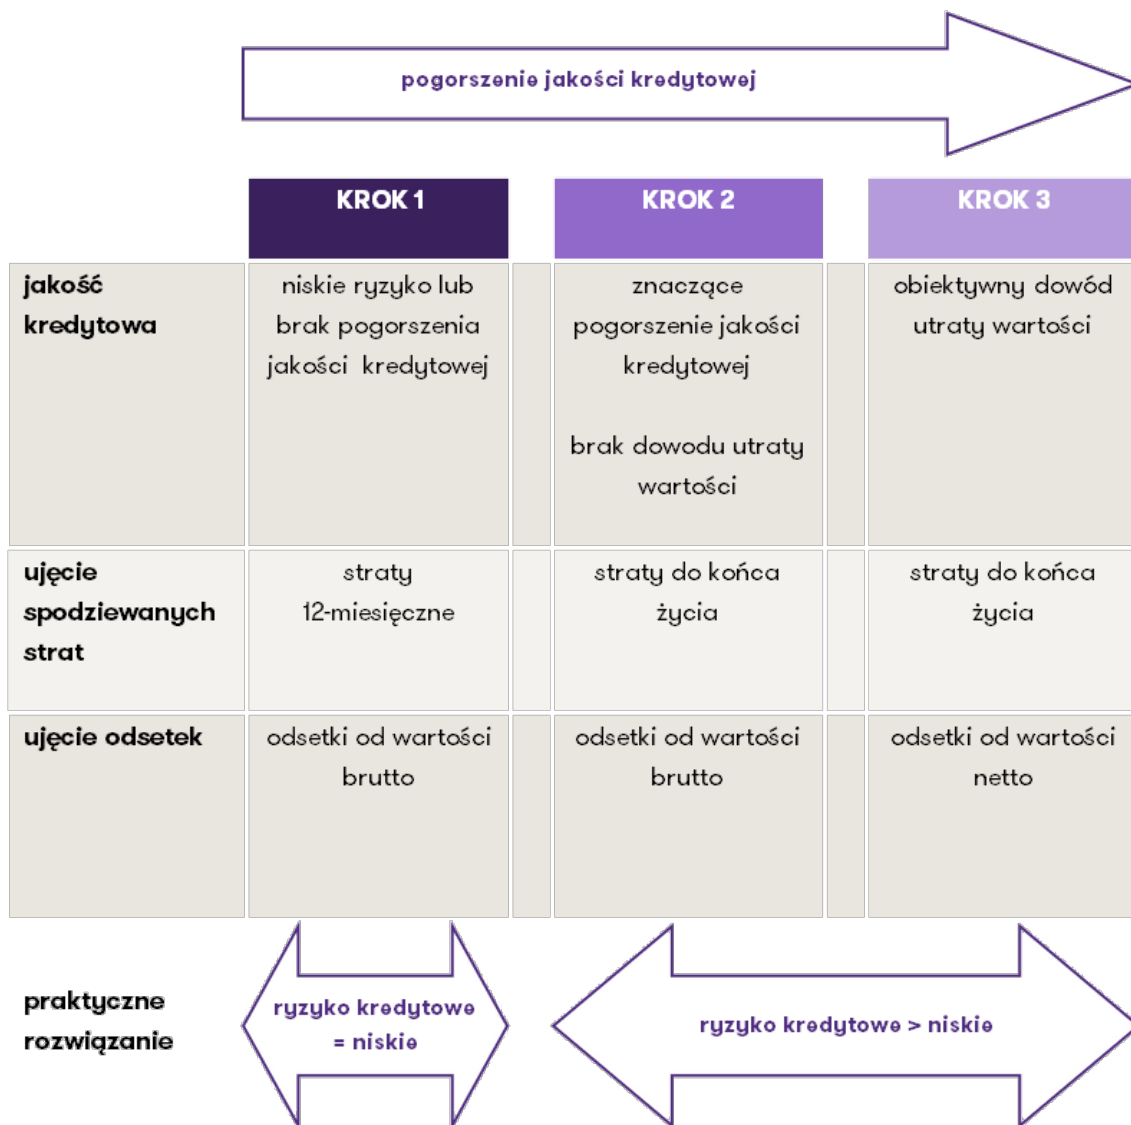 pogorszenie jakości kredytowej
KROK 1
KROK 2
KROK 3
jakość
kredytowa
niskie ryzyko lub
brak pogorszenia
jakości kredytowej
znaczące
pogorszenie jakości
kredytowej
brak dowodu utraty
wartości
obiektywny dowód
utraty wartości
ujęcie
spodziewanych
strat
straty
12-miesięczne
straty do końca
życia
straty do końca
życia
ujęcie odsetek
odsetki od wartości
brutto
odsetki od wartości
brutto
odsetki od wartości
netto
praktyczne
rozwiązanie
ryzyko kredytowe
= niskie
ryzyko kredytowe > niskie